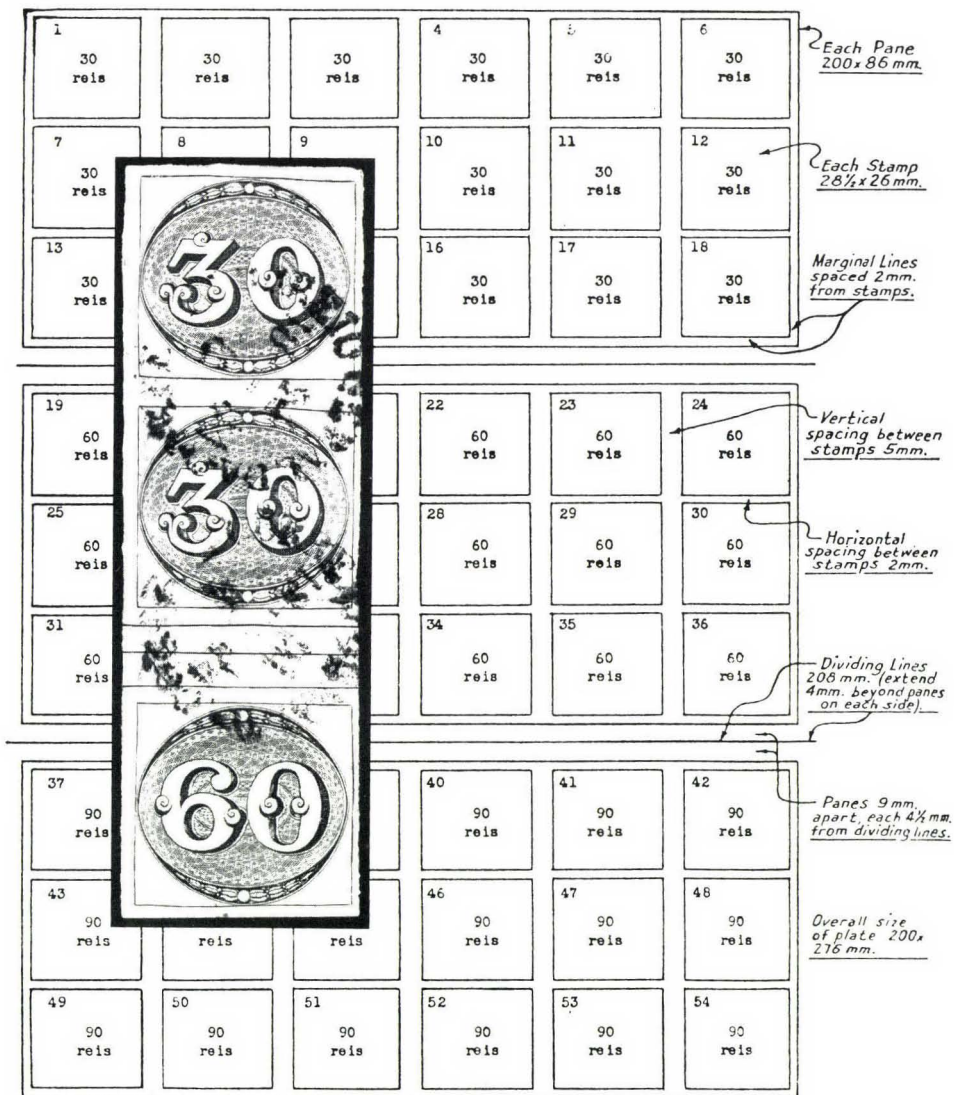 1 4 5 6
30 30 30 30 30 30
reis reis reis reis reis reis
Each Pane
200 x 86 mm.
7 8 9 10 11 12
30 30 30 30
reis reis reis reis
Each Stamp
28½ x 26 mm.
13 16 17 18
30 30 30 30
reis reis reis reis
Marginal Lines
spaced 2mm.
from stamps.
30
30
60
19 22 23 24
60 60 60 60
reis reis reis reis
Vertical
spacing between
stamps 5mm.
25 28 29 30
60 60 60 60
reis reis reis reis
Horizontal
spacing between
stamps 2mm.
31 34 35 36
60 60 60 60
reis reis reis reis
Dividing Lines
208 mm. (extend
4mm. beyond panes
on each side).
37 40 41 42
90 90 90 90
reis reis reis reis
Panes 9 mm.
apart, each 4½ mm.
from dividing lines.
43 46 47 48
90 90 90 90
reis reis reis reis reis reis
Overall size
of plate 200x
276 mm.
49 50 51 52 53 54
90 90 90 90 90 90
reis reis reis reis reis reis